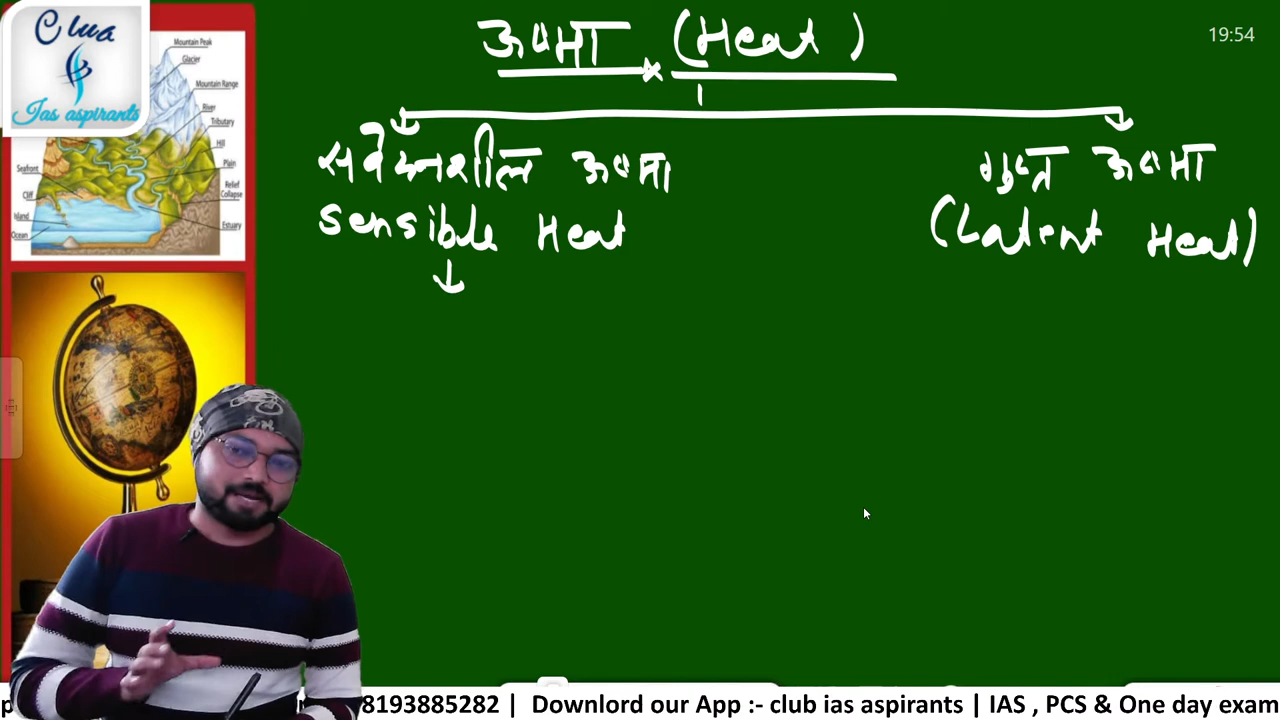 Clua
Ias aspirants
Mountain Peak
Glacier
Mountain Range
River
Tributary
Hill
Plain
Seafront
Relief
Collapse
Cliff
Island
Estuary
Ocean
ऊष्मा (Heat)
19:54
संवेदनशील ऊष्मा
Sensible Heat
गुप्त ऊष्मा
(Latent Heat)
8193885282 | Downlord our App :- club ias aspirants | IAS , PCS & One day exam